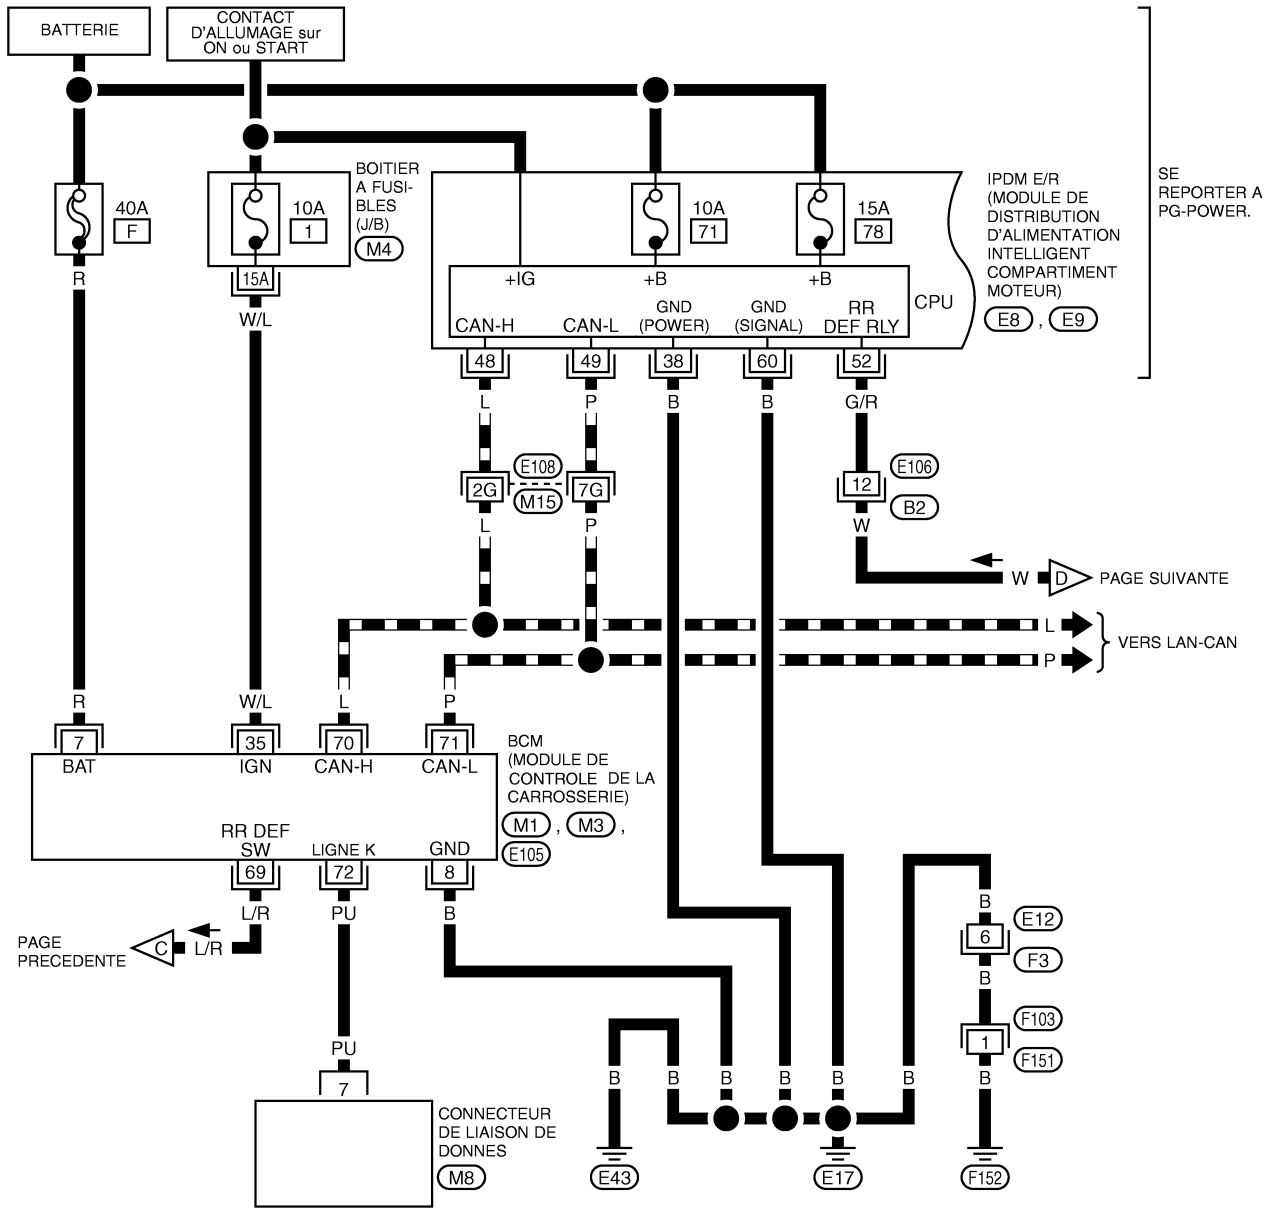 BATTERIE
CONTACT
D'ALLUMAGE sur
ON ou START
SE
REPORTER A
PG-POWER.
40A
F
R
BOITIER
A FUSI-
BLES
(J/B)
M4
10A
1
15A
W/L
10A
71
15A
78
IPDM E/R
(MODULE DE
DISTRIBUTION
D'ALIMENTATION
INTELLIGENT
COMPARTIMENT
MOTEUR)
E8 , E9
+IG
+B
+B
CPU
CAN-H
CAN-L
GND
(POWER)
GND
(SIGNAL)
RR
DEF RLY
48
49
38
60
52
L
P
B
B
G/R
2G
E108
M15
7G
12
E106
B2
L
P
W
W
D
PAGE SUIVANTE
L
P
VERS LAN-CAN
R
W/L
L
P
7
35
70
71
BAT
IGN
CAN-H
CAN-L
BCM
(MODULE DE
CONTROLE DE LA
CARROSSERIE)
M1 , M3 ,
E105
RR DEF
SW
LIGNE K
GND
69
72
8
L/R
PU
B
PAGE
PRECEDENTE
C
L/R
B
6
E12
F3
B
1
F103
F151
PU
7
B
B
B
B
B
B
B
CONNECTEUR
DE LIAISON DE
DONNES
M8
E43
E17
F152